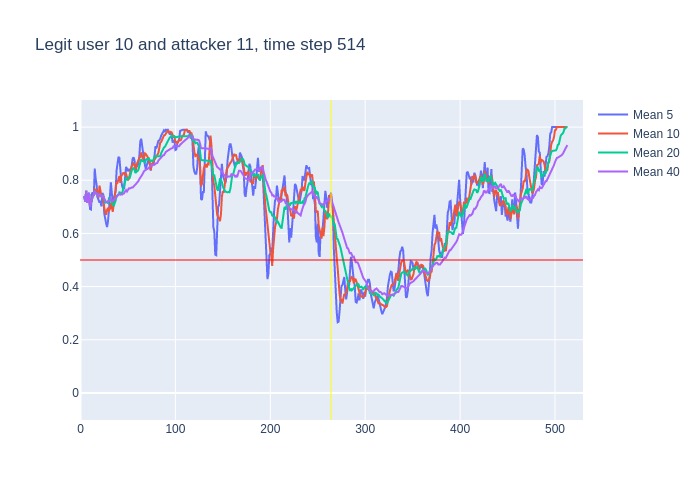 Legit user 10 and attacker 11, time step 514
Mean 5
Mean 10
Mean 20
Mean 40
1
0.8
0.6
0.4
0.2
0
0 100 200 300 400 500